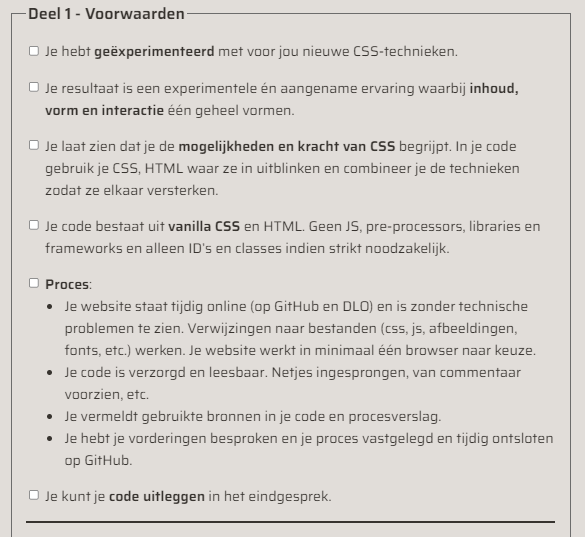 Deel 1 - Voorwaarden
Je hebt geëxperimenteerd met voor jou nieuwe CSS-technieken.
Je resultaat is een experimentele én aangename ervaring waarbij inhoud,
vorm en interactie één geheel vormen.
Je laat zien dat je de mogelijkheden en kracht van CSS begrijpt. In je code
gebruik je CSS, HTML waar ze in uitblinken en combineer je de technieken
zodat ze elkaar versterken.
Je code bestaat uit vanilla CSS en HTML. Geen JS, pre-processors, libraries en
frameworks en alleen ID's en classes indien strikt noodzakelijk.
Proces:
• Je website staat tijdig online (op GitHub en DLO) en is zonder technische
problemen te zien. Verwijzingen naar bestanden (css, js, afbeeldingen,
fonts, etc.) werken. Je website werkt in minimaal één browser naar keuze.
• Je code is verzorgd en leesbaar. Netjes ingesprongen, van commentaar
voorzien, etc.
• Je vermeldt gebruikte bronnen in je code en procesverslag.
• Je hebt je vorderingen besproken en je proces vastgelegd en tijdig ontsloten
op GitHub.
Je kunt je code uitleggen in het eindgesprek.